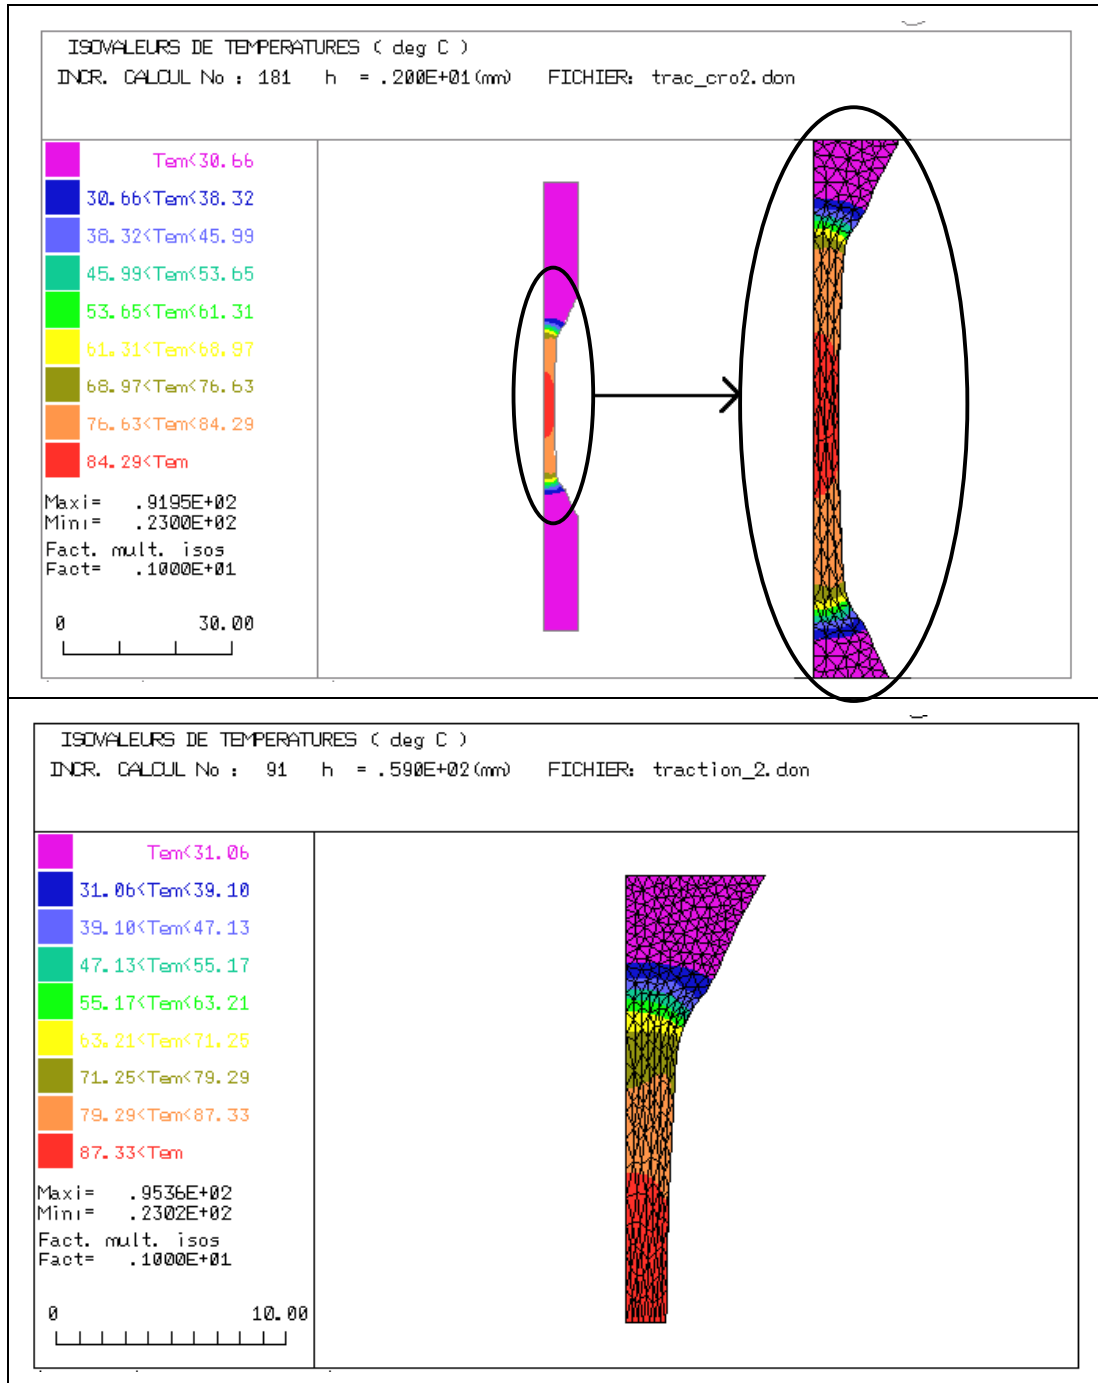 ISOVALEURS DE TEMPERATURES ( deg C )
INCR. CALCUL No : 181 h = .200E+01(mm) FICHIER: trac_cro2.don
Tem<30.66
30.66<Tem<38.32
38.32<Tem<45.99
45.99<Tem<53.65
53.65<Tem<61.31
61.31<Tem<68.97
68.97<Tem<76.63
76.63<Tem<84.29
84.29<Tem
Maxi= .9195E+02
Mini= .2300E+02
Fact. mult. isos
Fact= .1000E+01
0 30.00
ISOVALEURS DE TEMPERATURES ( deg C )
INCR. CALCUL No : 91 h = .590E+02(mm) FICHIER: traction_2.don
Tem<31.06
31.06<Tem<39.10
39.10<Tem<47.13
47.13<Tem<55.17
55.17<Tem<63.21
63.21<Tem<71.25
71.25<Tem<79.29
79.29<Tem<87.33
87.33<Tem
Maxi= .9536E+02
Mini= .2302E+02
Fact. mult. isos
Fact= .1000E+01
0 10.00